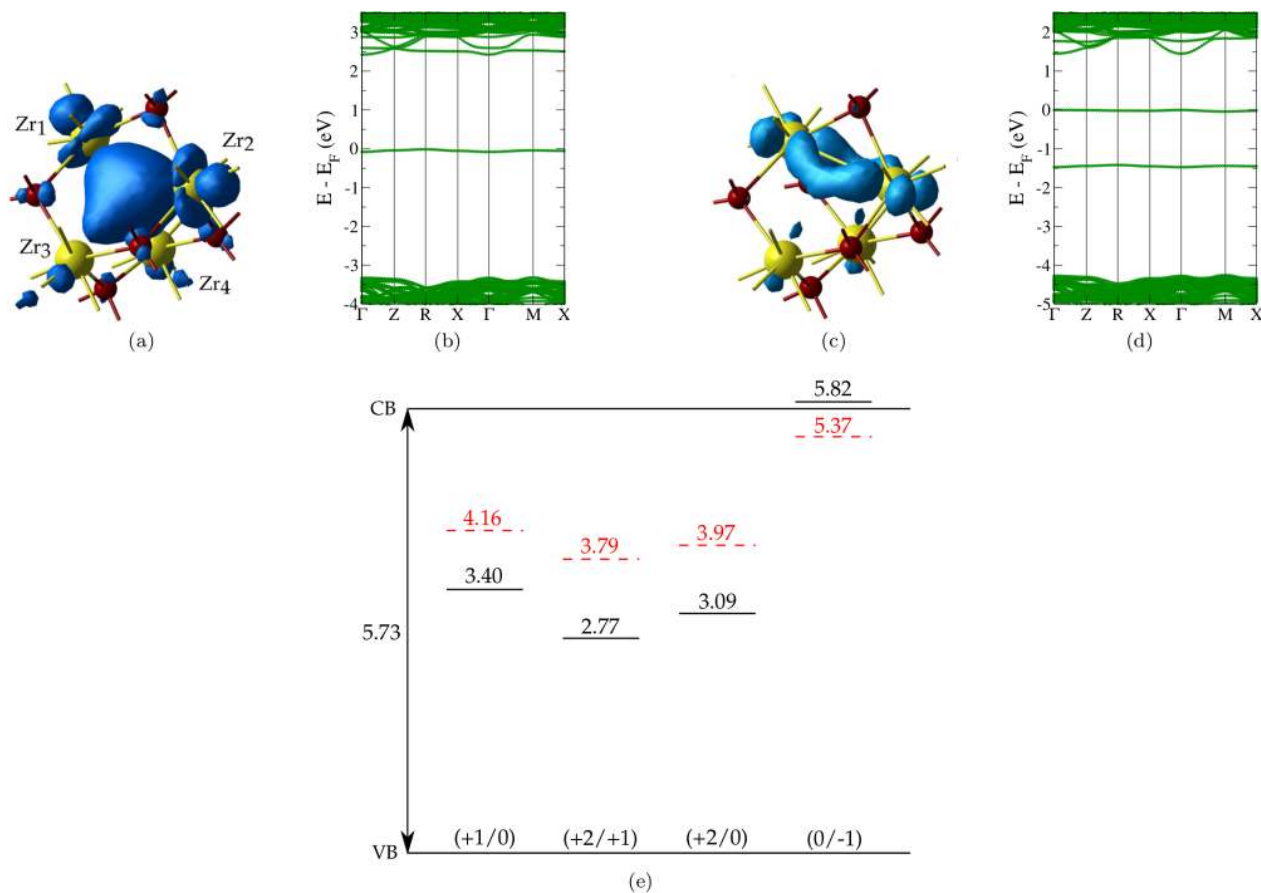 Zr1
Zr2
Zr3
Zr4
(a)
E - EF (eV)
3
2
1
0
-1
-2
-3
-4
Γ Z R X Γ M X
(b)
(c)
E - EF (eV)
2
1
0
-1
-2
-3
-4
-5
Γ Z R X Γ M X
(d)
CB
5.82
5.37
4.16
3.79
3.97
3.40
2.77
3.09
5.73
VB
(+1/0) (+2/+1) (+2/0) (0/-1)
(e)